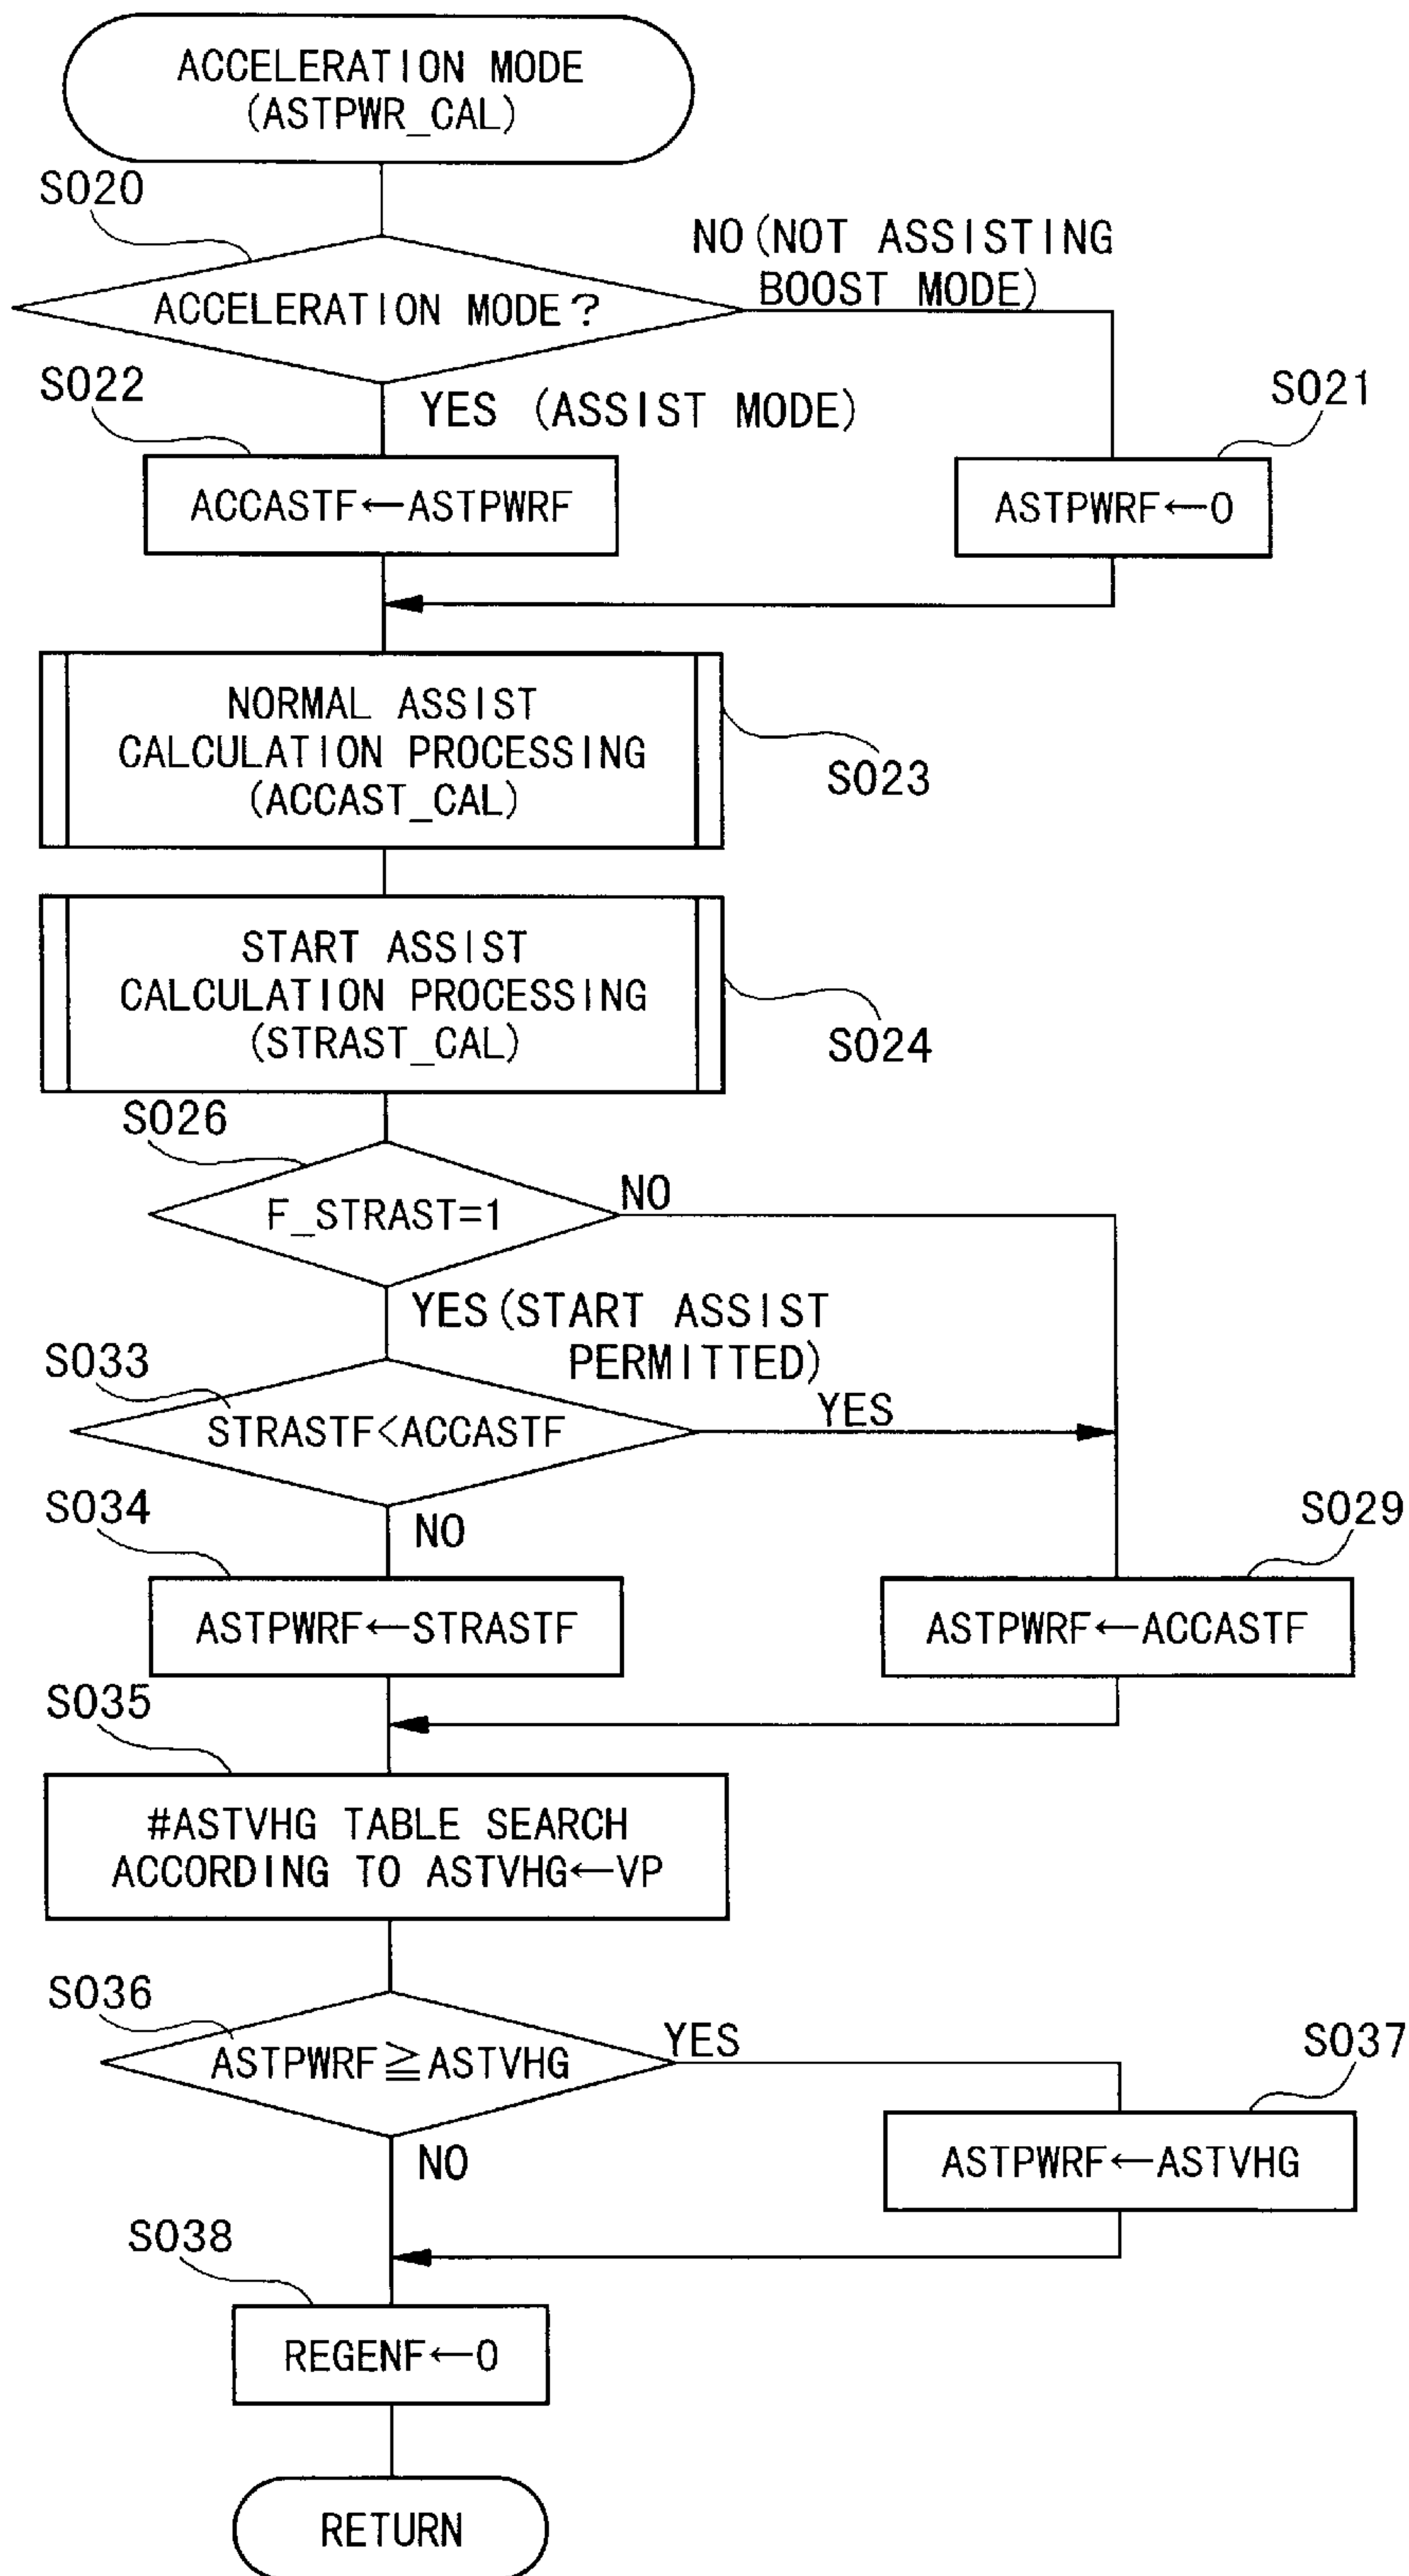 ACCELERATION MODE
(ASTPWR_CAL)
S020
NO (NOT ASSISTING
BOOST MODE)
ACCELERATION MODE?
S022
YES (ASSIST MODE)
S021
ACCASTF←ASTPWRF
ASTPWRF←0
NORMAL ASSIST
CALCULATION PROCESSING
(ACCAST_CAL)
S023
START ASSIST
CALCULATION PROCESSING
(STRAST_CAL)
S024
S026
F_STRAST=1
NO
YES (START ASSIST
PERMITTED)
S033
STRASTF<ACCASTF
YES
S034
NO
S029
ASTPWRF←STRASTF
ASTPWRF←ACCASTF
S035
#ASTVHG TABLE SEARCH
ACCORDING TO ASTVHG←VP
S036
ASTPWRF≧ASTVHG
YES
S037
NO
ASTPWRF←ASTVHG
S038
REGENF←0
RETURN